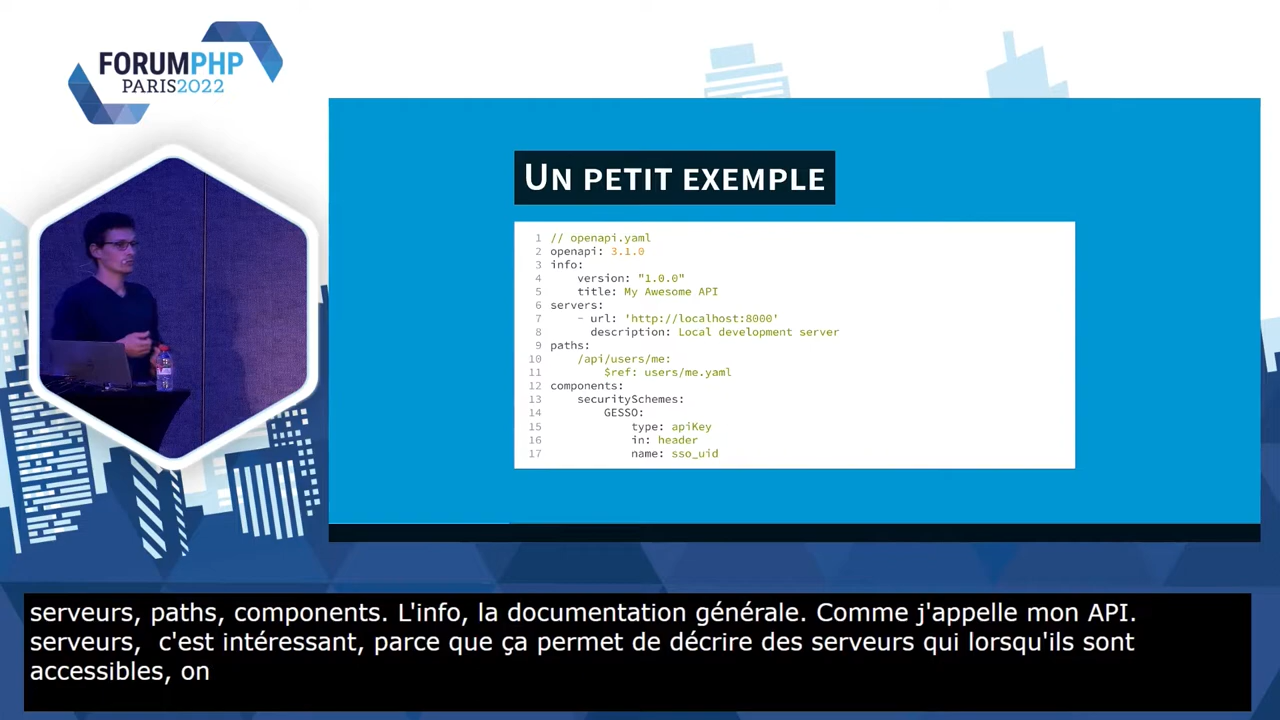 FORUMPHP
PARIS2022
UN PETIT EXEMPLE
1 // openapi.yaml
2 openapi: 3.1.0
3 info:
4     version: "1.0.0"
5     title: My Awesome API
6 servers:
7     - url: 'http://localhost:8000'
8       description: Local development server
9 paths:
10     /api/users/me:
11         $ref: users/me.yaml
12 components:
13     securitySchemes:
14         GESSO:
15             type: apiKey
16             in: header
17             name: sso_uid
serveurs, paths, components. L'info, la documentation générale. Comme j'appelle mon API.
serveurs,  c'est intéressant, parce que ça permet de décrire des serveurs qui lorsqu'ils sont
accessibles, on